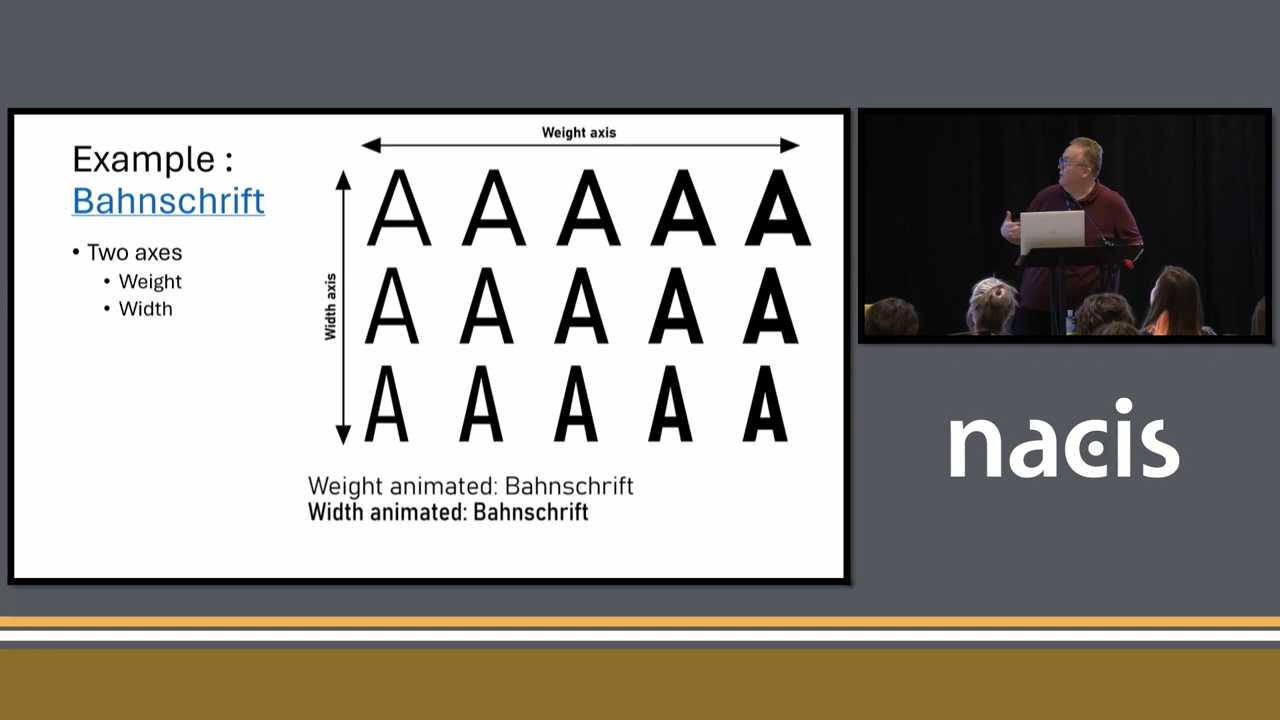 Example :
Bahnschrift
• Two axes
• Weight
• Width
Weight axis
Width axis
A A A A A
A A A A A
A A A A A
Weight animated: Bahnschrift
Width animated: Bahnschrift
nacis